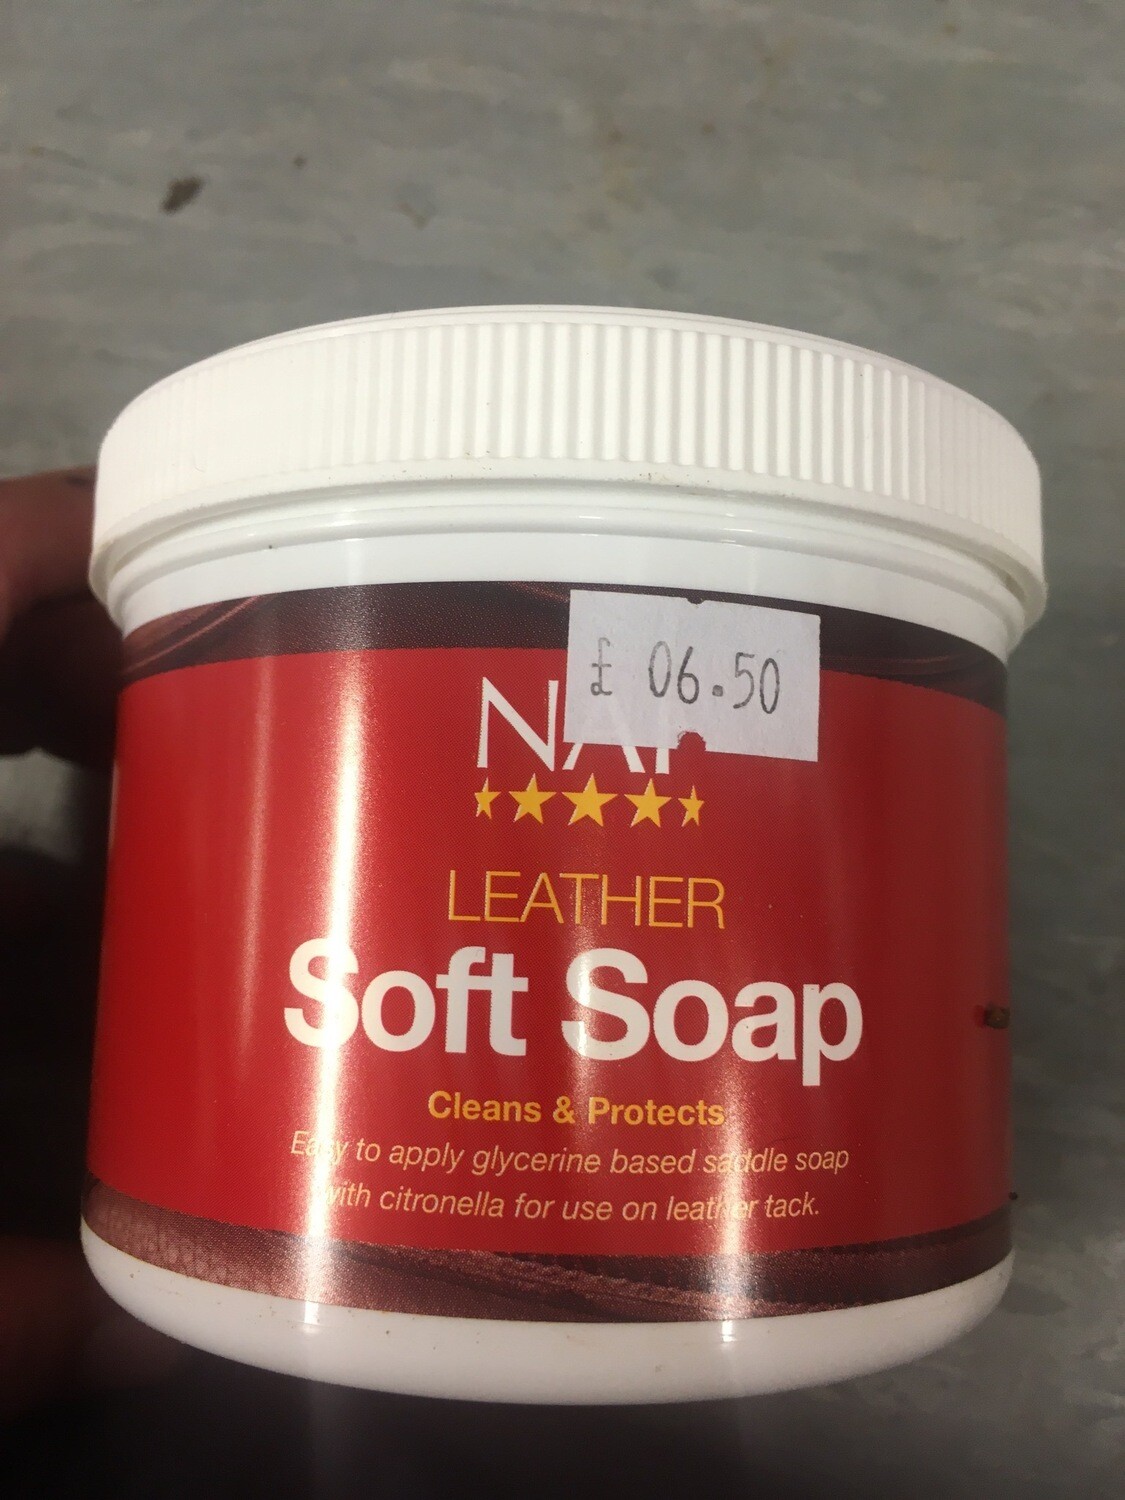 £ 06.50
NAF
LEATHER
Soft Soap
Cleans & Protects
Easy to apply glycerine based saddle soap
with citronella for use on leather tack.